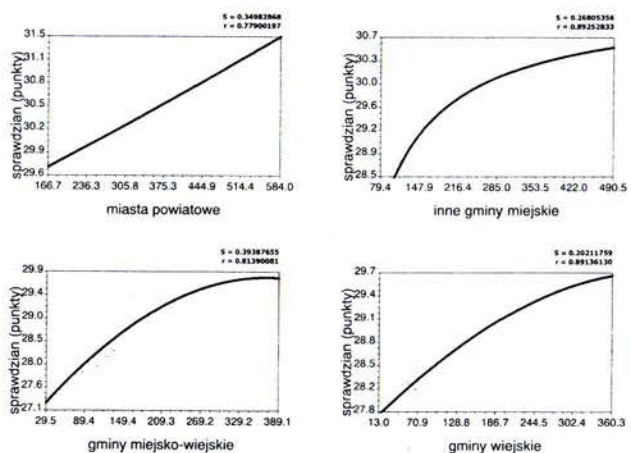 S = 0.34982868
r = 0.77900197
sprawdzian (punkty)
31.5
31.1
30.8
30.5
30.2
29.9
29.6
166.7 236.3 305.8 375.3 444.9 514.4 584.0
miasta powiatowe
S = 0.26805356
r = 0.89252833
sprawdzian (punkty)
30.7
30.3
30.0
29.6
29.2
28.9
28.5
79.4 147.9 216.4 285.0 353.5 422.0 490.5
inne gminy miejskie
S = 0.39387655
r = 0.81390081
sprawdzian (punkty)
29.9
29.4
29.0
28.5
28.0
27.6
27.1
29.5 89.4 149.4 209.3 269.2 329.2 389.1
gminy miejsko-wiejskie
S = 0.20211759
r = 0.89136130
sprawdzian (punkty)
29.7
29.4
29.1
28.8
28.5
28.2
27.8
13.0 70.9 128.8 186.7 244.5 302.4 360.3
gminy wiejskie